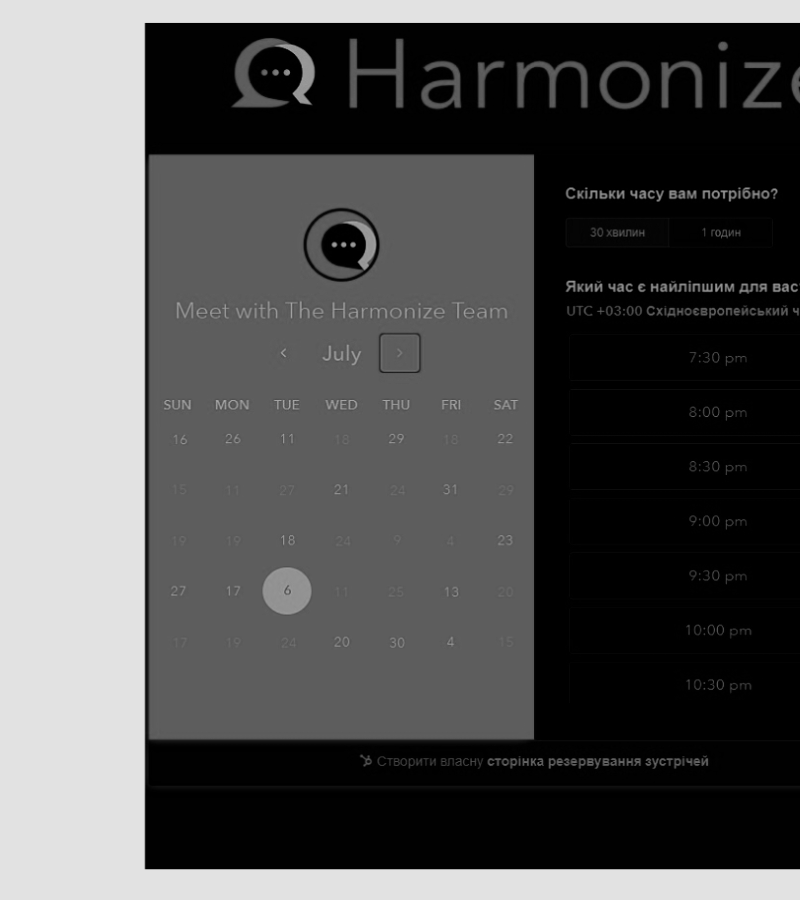 Harmonize
Meet with The Harmonize Team
July
SUN MON TUE WED THU FRI SAT
16 26 11 18 29 18 22
15 11 27 21 24 31 29
19 19 18 24 9 4 23
27 17 6 11 25 13 20
17 19 24 20 30 4 15
Скільки часу вам потрібно?
30 хвилин 1 годин
Який час є найліпшим для вас
UTC +03:00 Східноєвропейський ч
7:30 pm
8:00 pm
8:30 pm
9:00 pm
9:30 pm
10:00 pm
10:30 pm
Створити власну сторінка резервування зустрічей